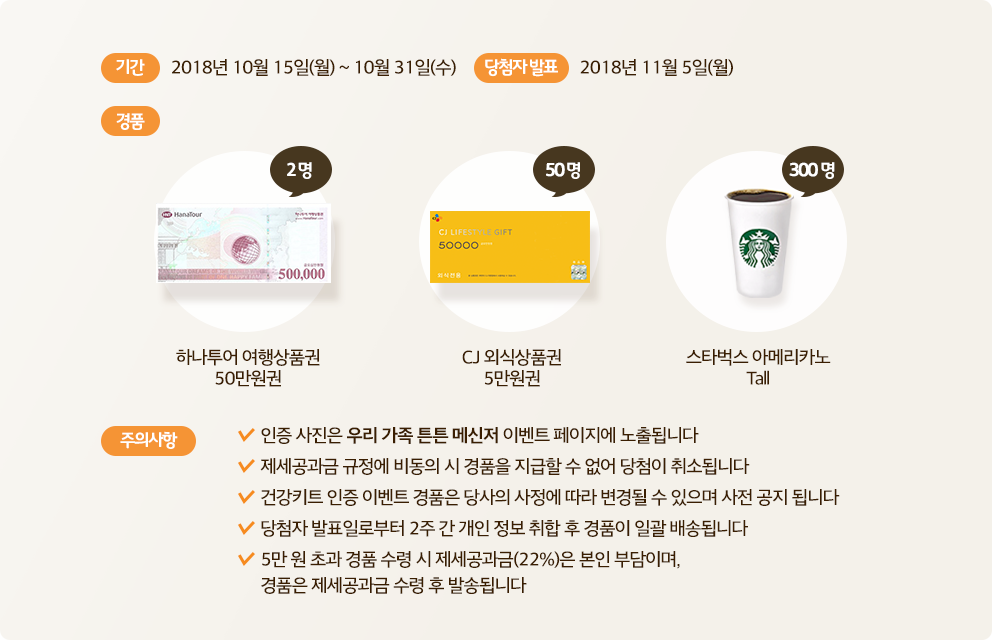 기간 2018년 10월 15일(월) ~ 10월 31일(수) 당첨자 발표 2018년 11월 5일(월)
경품
2 명
50 명
300 명
HanaTour
500,000
CJ LIFESTYLE GIFT
50000
하나투어 여행상품권
50만원권
CJ 외식상품권
5만원권
스타벅스 아메리카노
Tall
주의사항
인증 사진은 우리 가족 튼튼 메신저 이벤트 페이지에 노출됩니다
제세공과금 규정에 비동의 시 경품을 지급할 수 없어 당첨이 취소됩니다
건강키트 인증 이벤트 경품은 당사의 사정에 따라 변경될 수 있으며 사전 공지 됩니다
당첨자 발표일로부터 2주 간 개인 정보 취합 후 경품이 일괄 배송됩니다
5만 원 초과 경품 수령 시 제세공과금(22%)은 본인 부담이며,
경품은 제세공과금 수령 후 발송됩니다